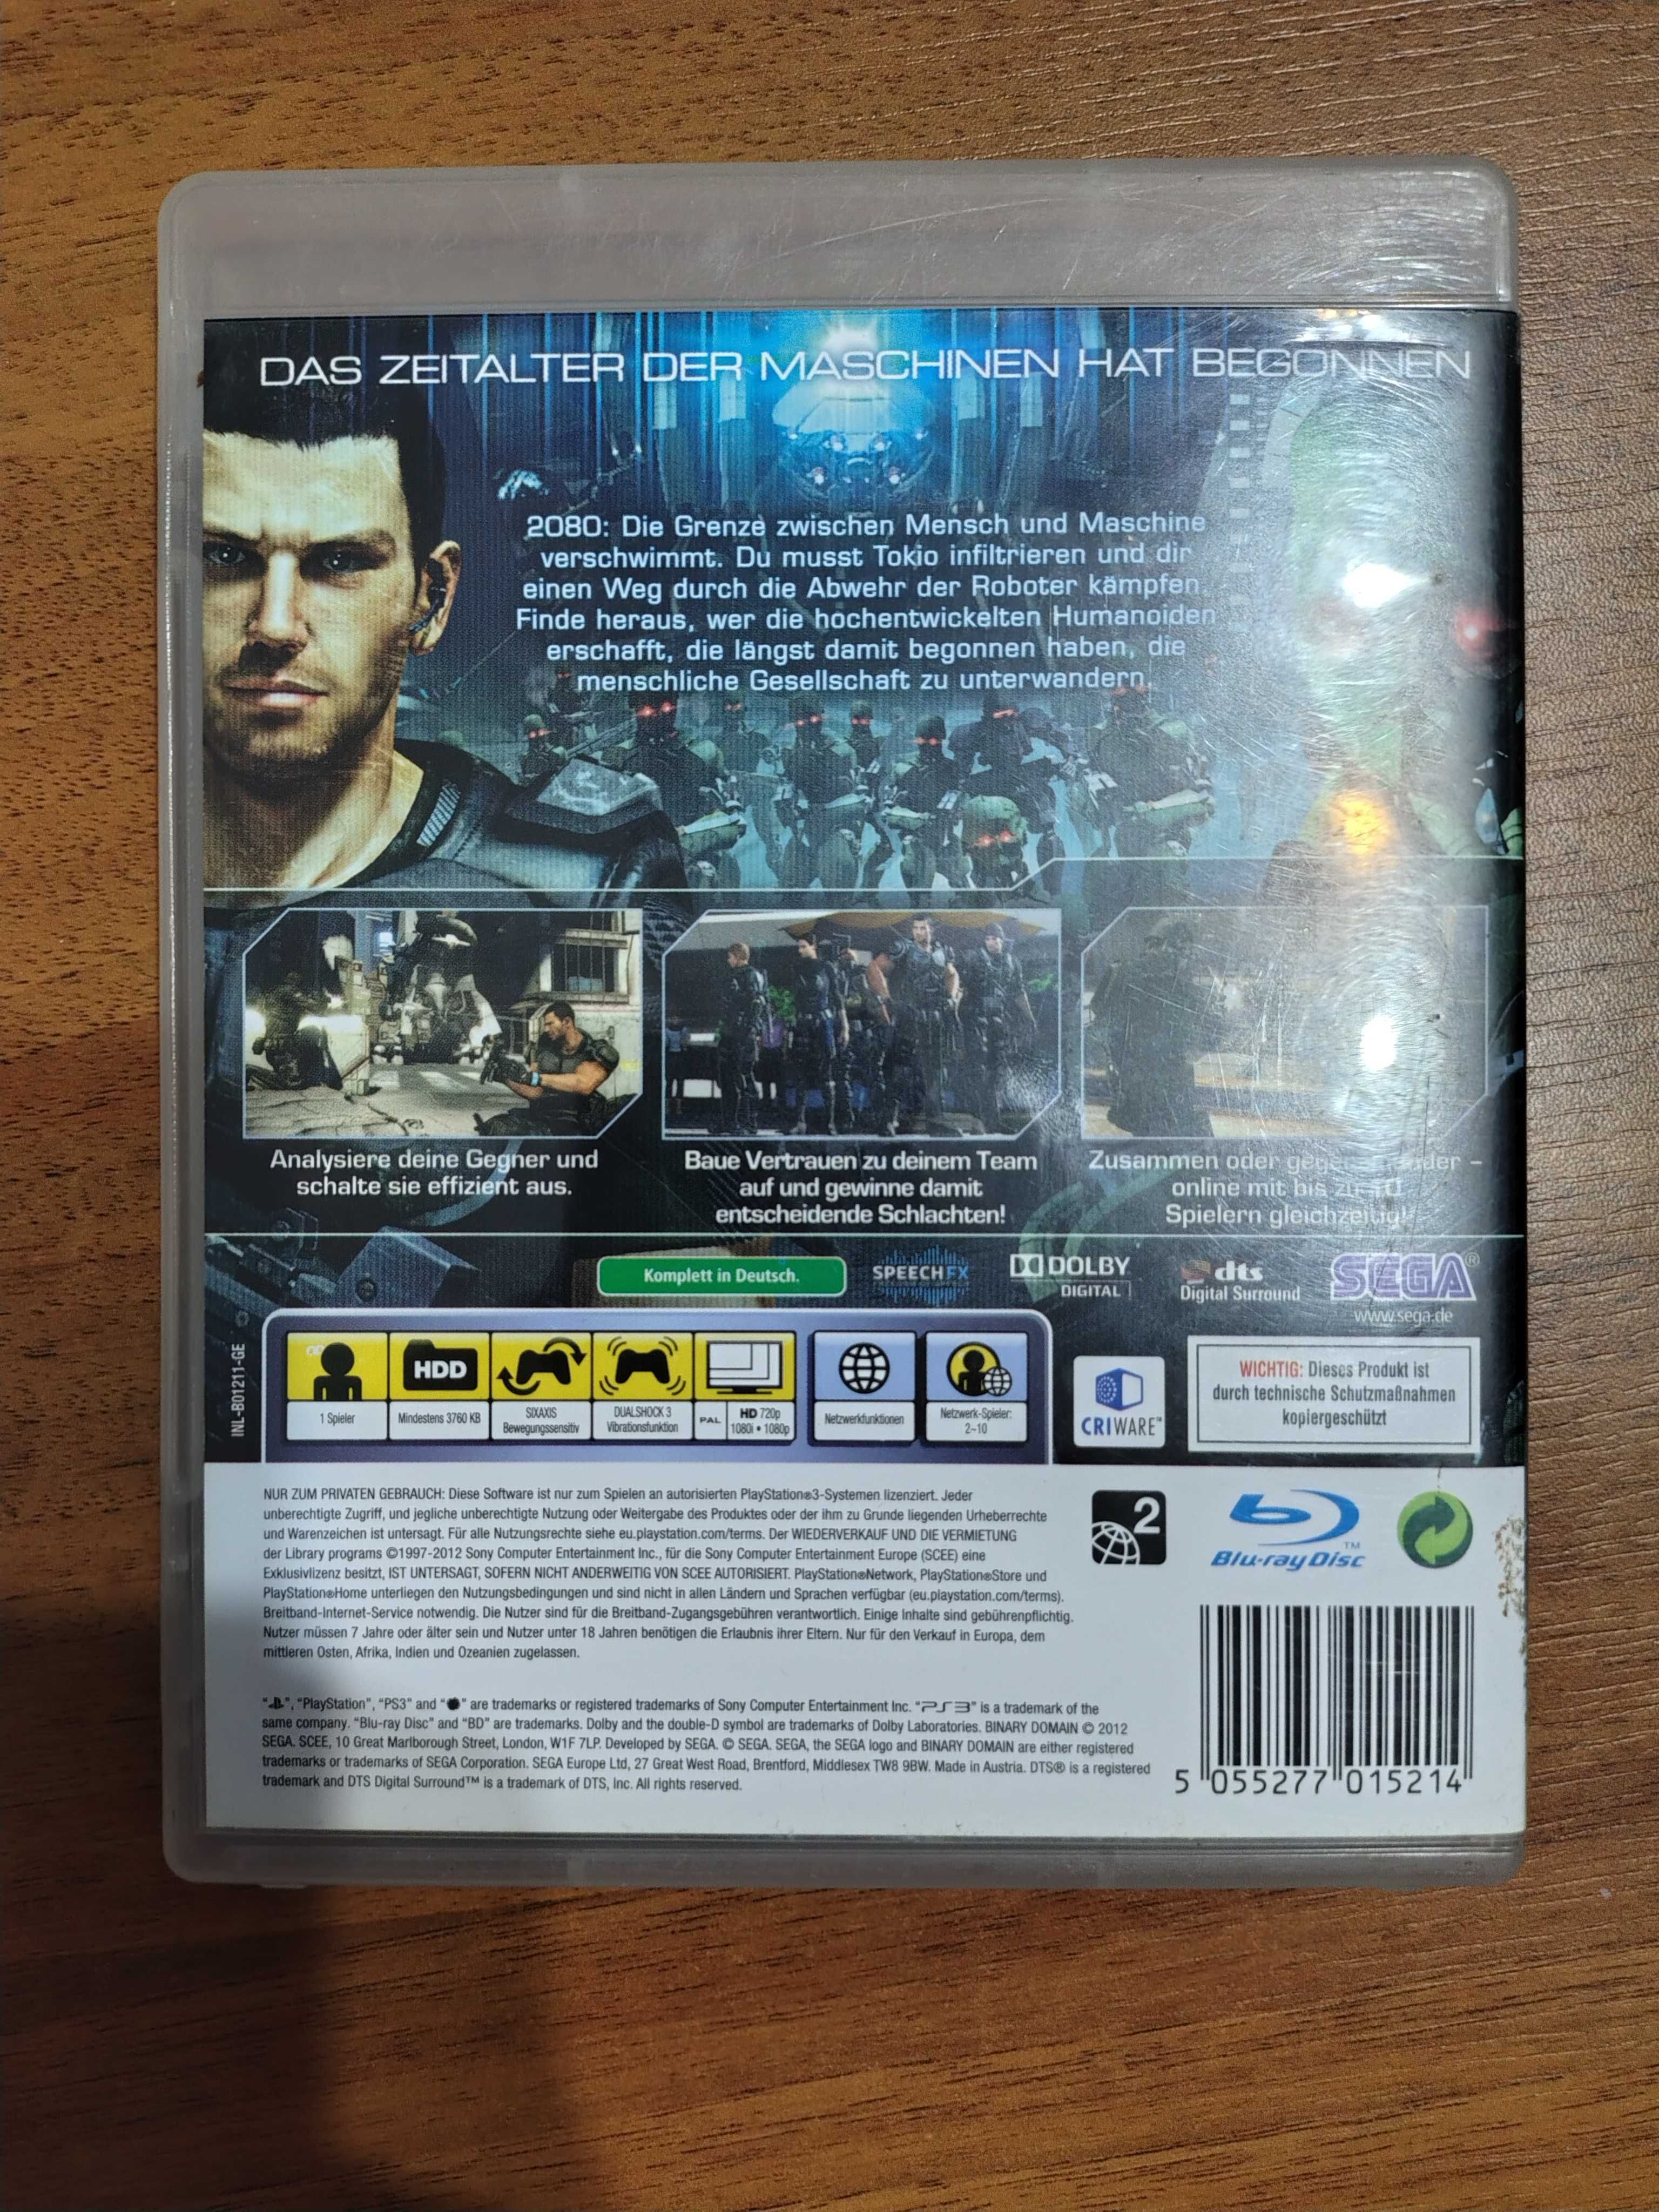 DAS ZEITALTER DER MASCHINEN HAT BEGONNEN
2080: Die Grenze zwischen Mensch und Maschine
verschwimmt. Du musst Tokio infiltrieren und dir
einen Weg durch die Abwehr der Roboter kämpfen.
Finde heraus, wer die hochentwickelten Humanoiden
erschafft, die längst damit begonnen haben, die
menschliche Gesellschaft zu unterwandern.
Analysiere deine Gegner und
schalte sie effizient aus.
Baue Vertrauen zu deinem Team
auf und gewinne damit
entscheidende Schlachten!
Zusammen oder –
online mit bis zu
Spielern gleichzeitig!
Komplett in Deutsch.
SPEECHFX
DOLBY
DIGITAL
dts
Digital Surround
SEGA®
www.sega.de
INL-B01211-GE
1 Spieler
HDD
Mindestens 3760 KB
SIXAXIS
Bewegungssensitiv
DUALSHOCK 3
Vibrationsfunktion
PAL
HD 720p
1080i • 1080p
Netzwerkfunktionen
Netzwerk-Spieler:
2–10
CRIWARE™
WICHTIG: Dieses Produkt ist
durch technische Schutzmaßnahmen
kopiergeschützt
NUR ZUM PRIVATEN GEBRAUCH: Diese Software ist nur zum Spielen an autorisierten PlayStation®3-Systemen lizenziert. Jeder
unberechtigte Zugriff, und jegliche unberechtigte Nutzung oder Weitergabe des Produktes oder der ihm zu Grunde liegenden Urheberrechte
und Warenzeichen ist untersagt. Für alle Nutzungsrechte siehe eu.playstation.com/terms. Der WIEDERVERKAUF UND DIE VERMIETUNG
der Library programs ©1997-2012 Sony Computer Entertainment Inc., für die Sony Computer Entertainment Europe (SCEE) eine
Exklusivlizenz besitzt, IST UNTERSAGT, SOFERN NICHT ANDERWEITIG VON SCEE AUTORISIERT. PlayStation®Network, PlayStation®Store und
PlayStation®Home unterliegen den Nutzungsbedingungen und sind nicht in allen Ländern und Sprachen verfügbar (eu.playstation.com/terms).
Breitband-Internet-Service notwendig. Die Nutzer sind für die Breitband-Zugangsgebühren verantwortlich. Einige Inhalte sind gebührenpflichtig.
Nutzer müssen 7 Jahre oder älter sein und Nutzer unter 18 Jahren benötigen die Erlaubnis ihrer Eltern. Nur für den Verkauf in Europa, dem
mittleren Osten, Afrika, Indien und Ozeanien zugelassen.
2
Blu-ray Disc™
"", "PlayStation", "PS3" and "" are trademarks or registered trademarks of Sony Computer Entertainment Inc. "PS3" is a trademark of the
same company. "Blu-ray Disc" and "BD" are trademarks. Dolby and the double-D symbol are trademarks of Dolby Laboratories. BINARY DOMAIN © 2012
SEGA. SCEE, 10 Great Marlborough Street, London, W1F 7LP. Developed by SEGA. © SEGA. SEGA, the SEGA logo and BINARY DOMAIN are either registered
trademarks or trademarks of SEGA Corporation. SEGA Europe Ltd, 27 Great West Road, Brentford, Middlesex TW8 9BW. Made in Austria. DTS® is a registered
trademark and DTS Digital Surround™ is a trademark of DTS, Inc. All rights reserved.
5 055277 015214